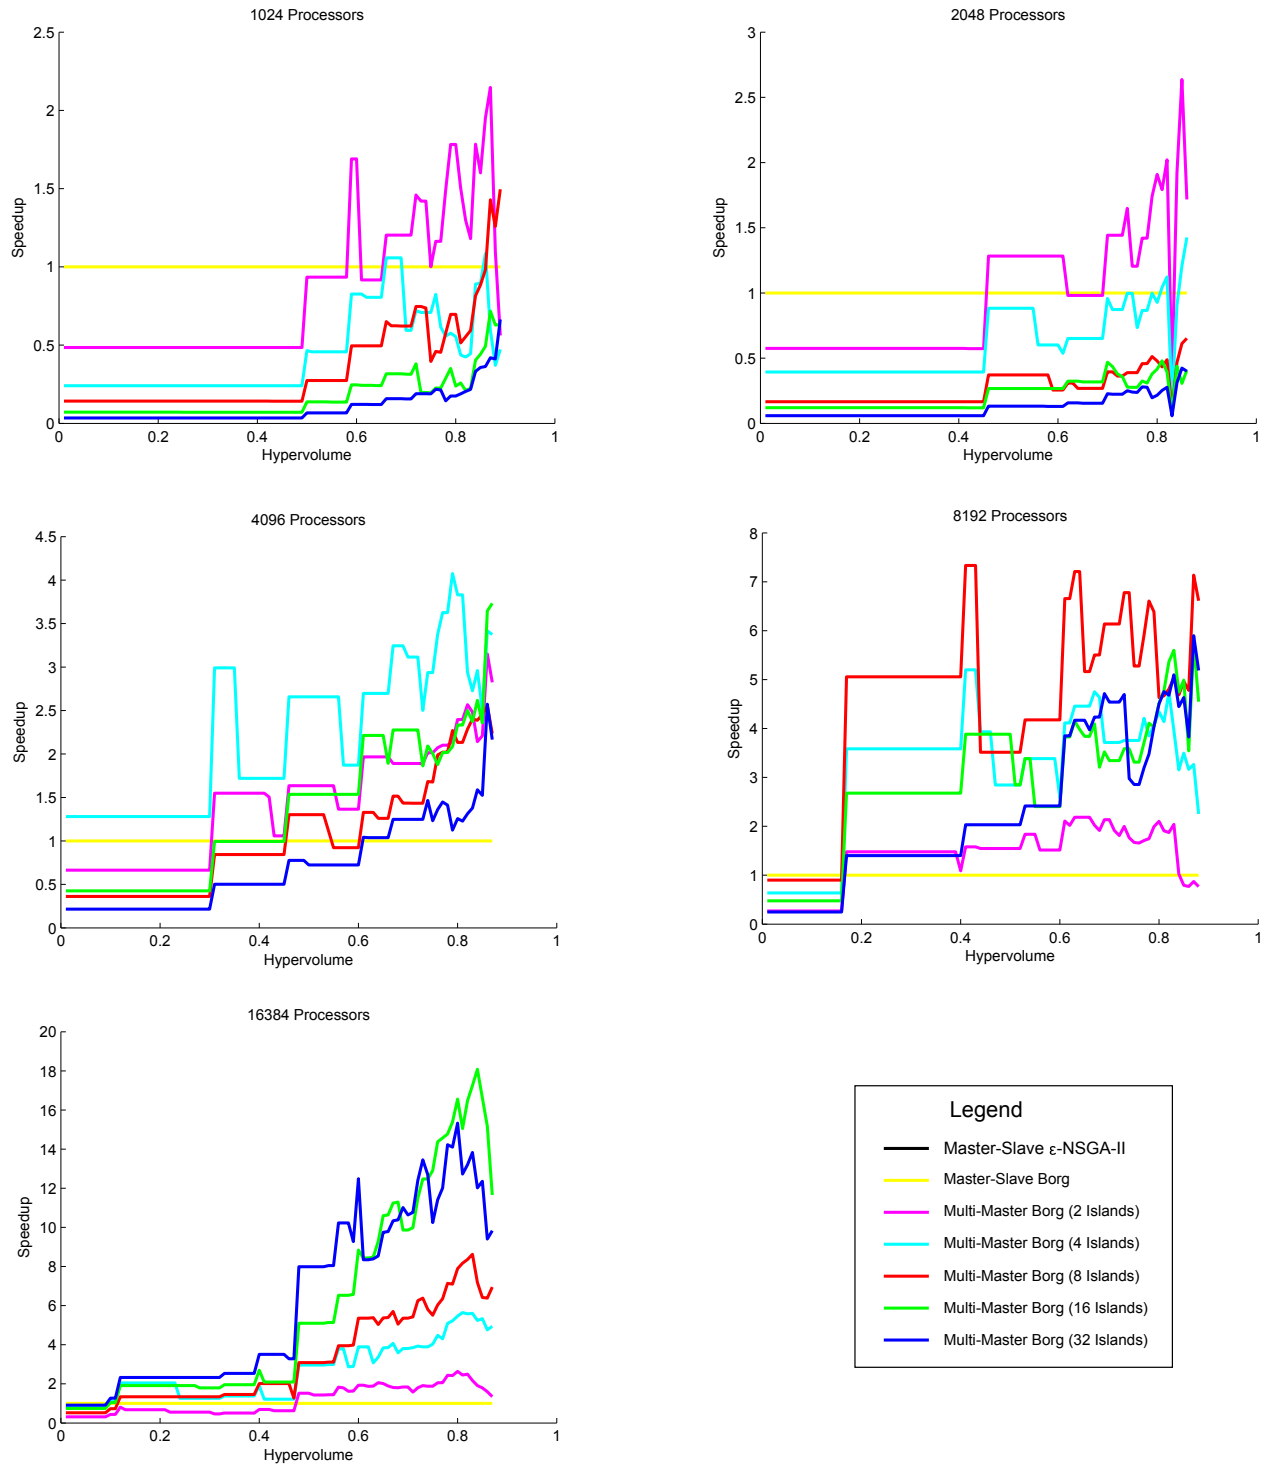 1024 Processors
2.5
2
1.5
1
0.5
0
Speedup
0 0.2 0.4 0.6 0.8 1
Hypervolume
2048 Processors
3
2.5
2
1.5
1
0.5
0
Speedup
0 0.2 0.4 0.6 0.8 1
Hypervolume
4096 Processors
4.5
4
3.5
3
2.5
2
1.5
1
0.5
0
Speedup
0 0.2 0.4 0.6 0.8 1
Hypervolume
8192 Processors
8
7
6
5
4
3
2
1
0
Speedup
0 0.2 0.4 0.6 0.8 1
Hypervolume
16384 Processors
20
18
16
14
12
10
8
6
4
2
0
Speedup
0 0.2 0.4 0.6 0.8 1
Hypervolume
Legend
Master-Slave ε-NSGA-II
Master-Slave Borg
Multi-Master Borg (2 Islands)
Multi-Master Borg (4 Islands)
Multi-Master Borg (8 Islands)
Multi-Master Borg (16 Islands)
Multi-Master Borg (32 Islands)